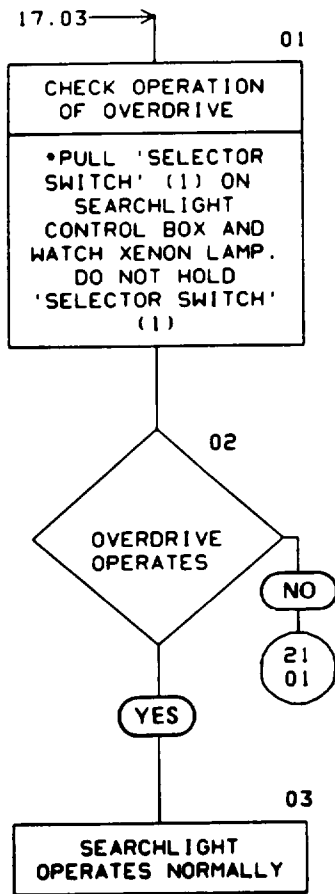 17.03
01
CHECK OPERATION
OF OVERDRIVE
•PULL 'SELECTOR
SWITCH' (1) ON
SEARCHLIGHT
CONTROL BOX AND
WATCH XENON LAMP.
DO NOT HOLD
'SELECTOR SWITCH'
(1)
02
OVERDRIVE
OPERATES
NO
21
01
YES
03
SEARCHLIGHT
OPERATES NORMALLY